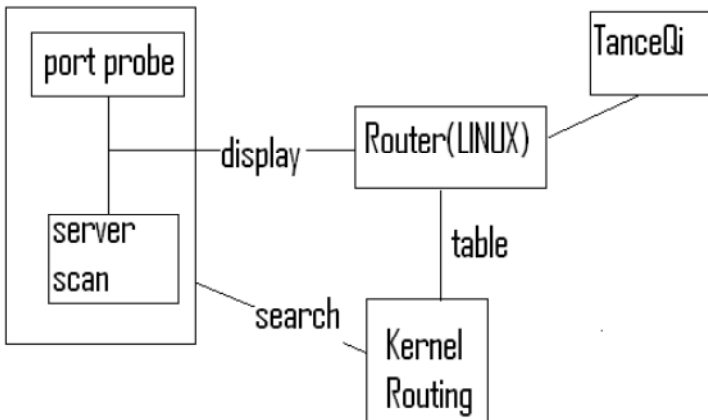 port probe
TanceQi
Router(LINUX)
display
server
scan
table
search
Kernel
Routing